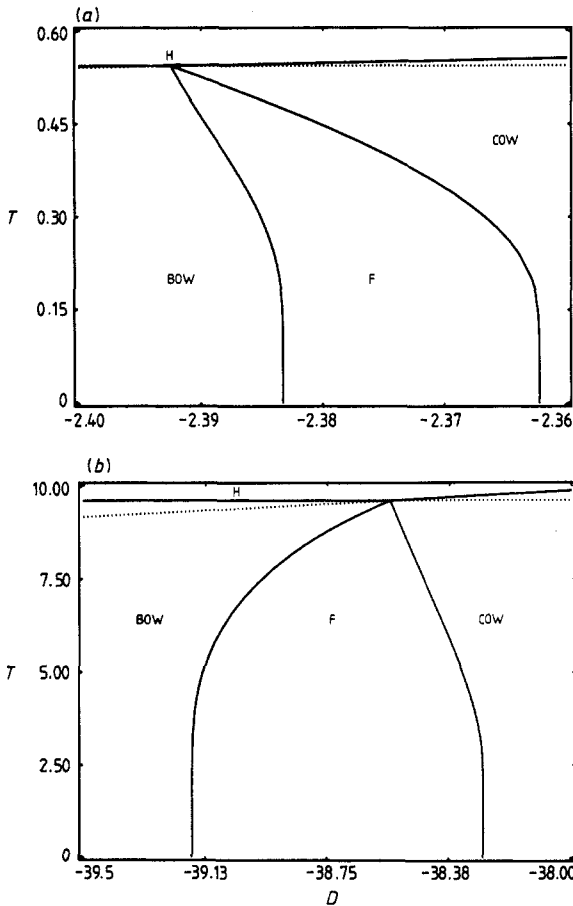 (a)
0.60
H
0.45
COW
T
0.30
BOW
F
0.15
0
-2.40
-2.39
-2.38
-2.37
-2.36
(b)
10.00
H
7.50
BOW
F
COW
T
5.00
2.50
0
-39.5
-39.13
-38.75
-38.38
-38.00
D